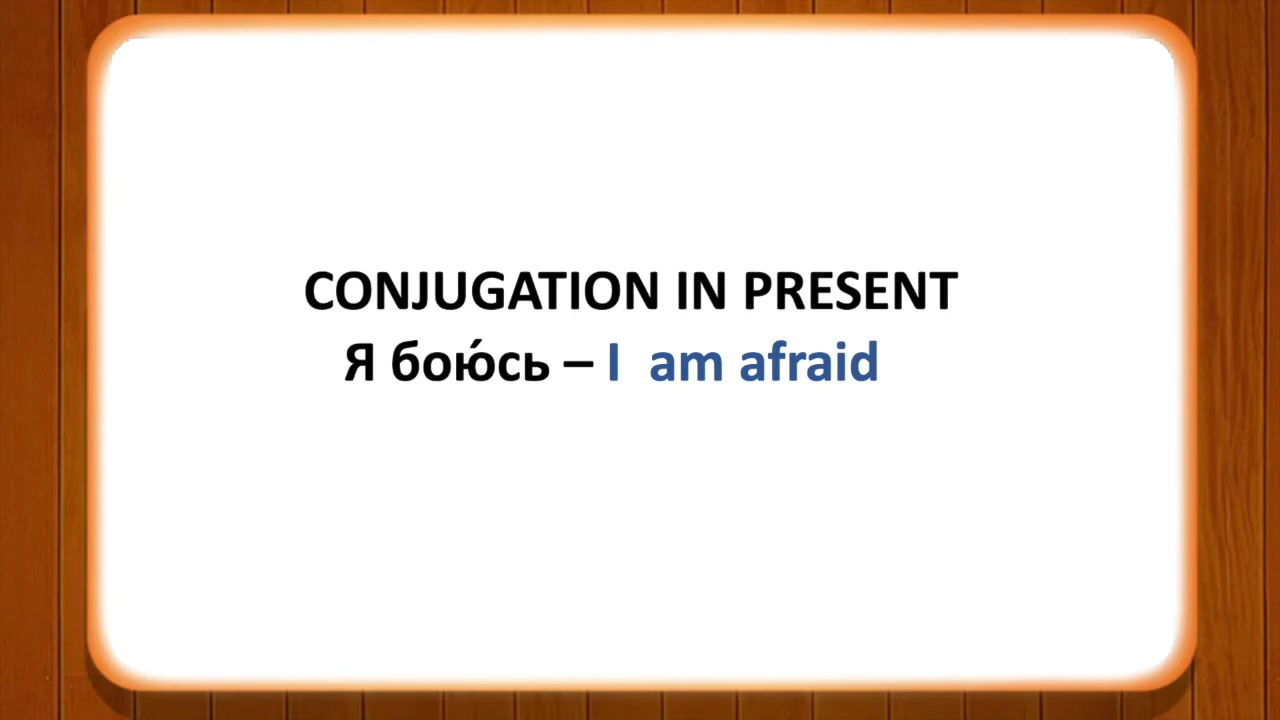 CONJUGATION IN PRESENT
Я бою́сь – I am afraid